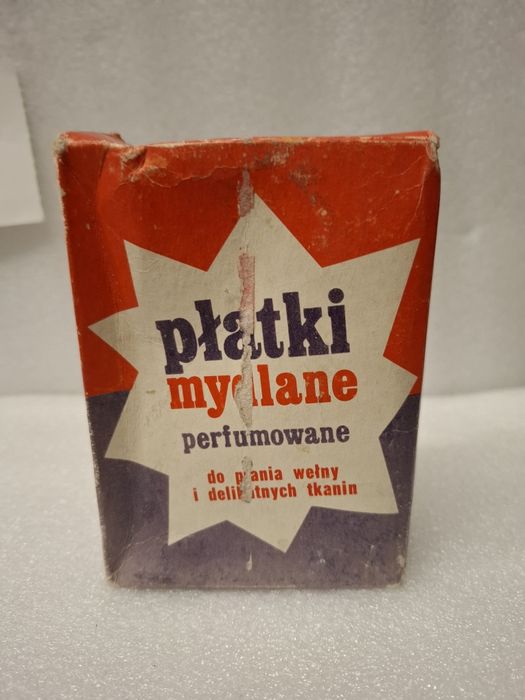 płatki
mydlane
perfumowane
do prania wełny
i delikatnych tkanin